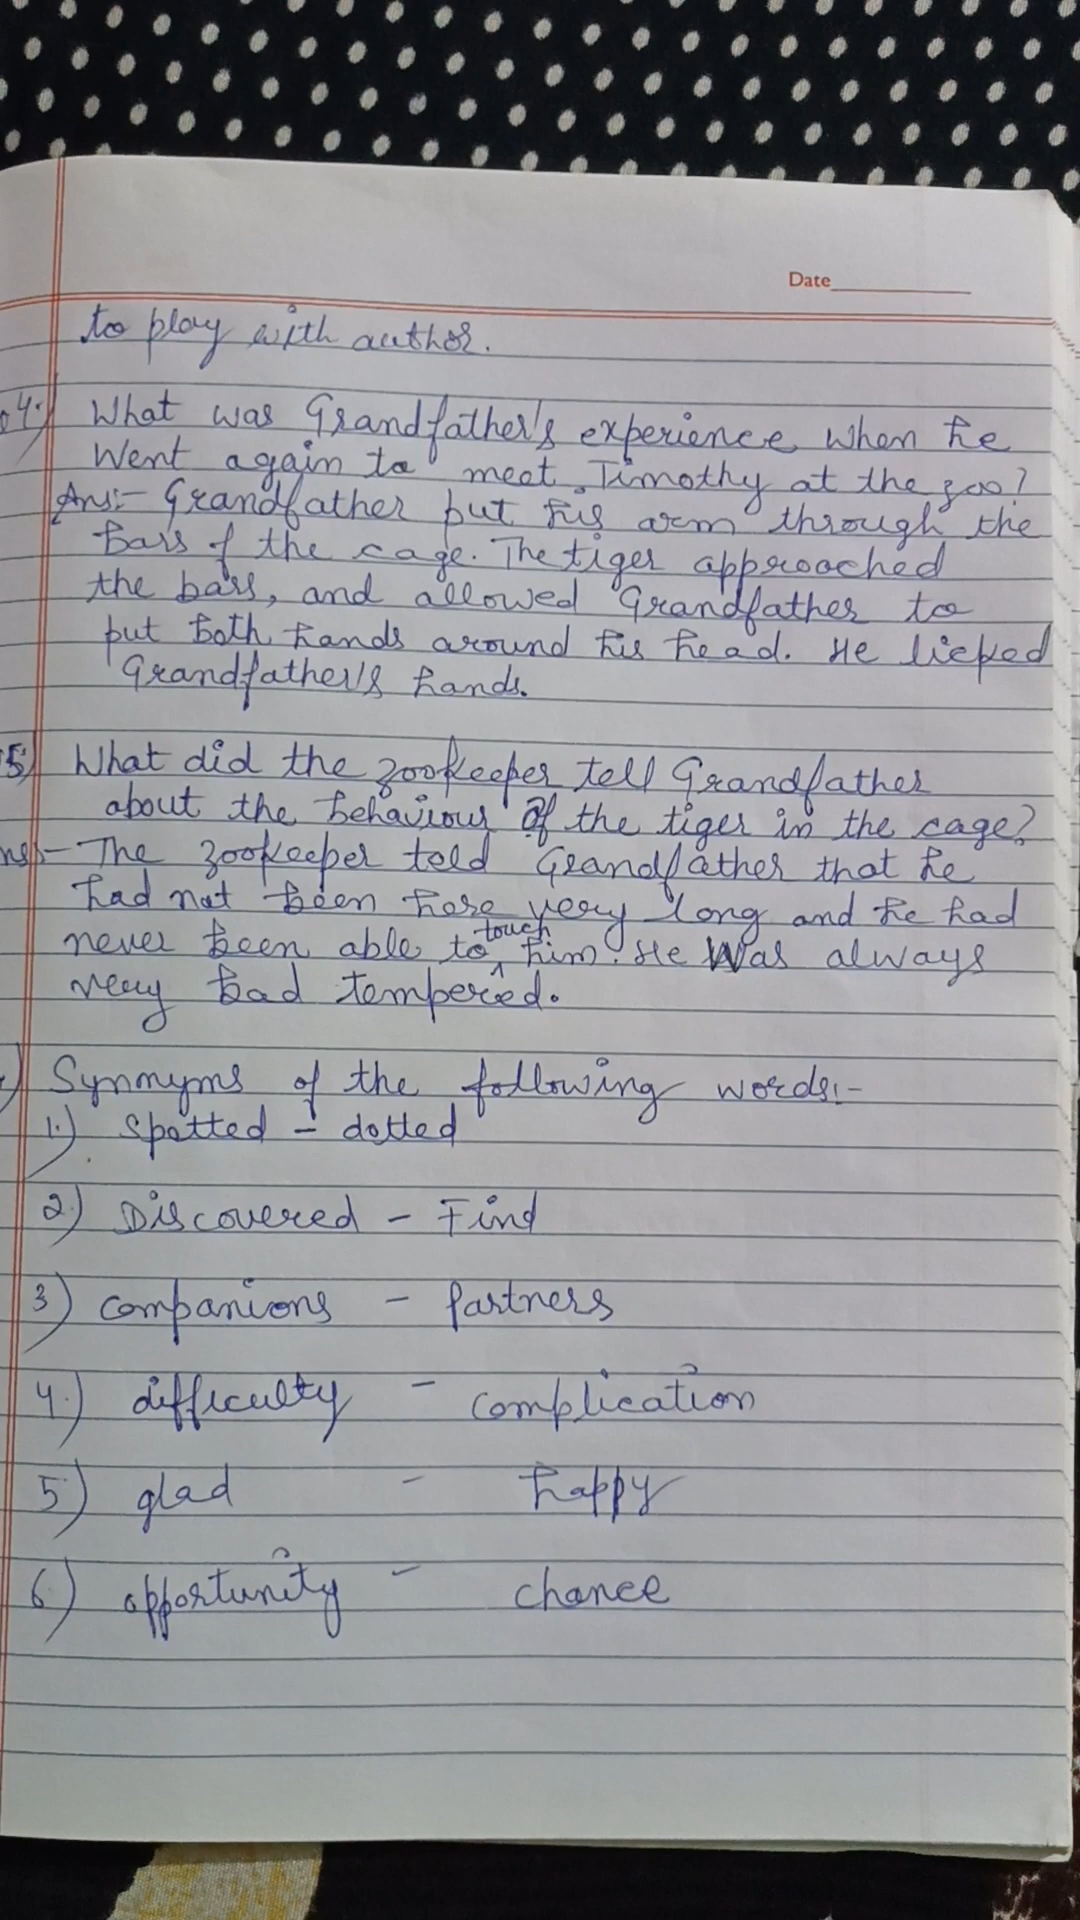 Date
to play with author.
4.) What was Grandfather's experience when he
went again to meet Timothy at the zoo?
Ans:- Grandfather put his arm through the
bars of the cage. The tiger approached
the bars, and allowed Grandfather to
put both hands around his head. He licked
Grandfather's hands.
5) What did the zookeeper tell Grandfather
about the behaviour of the tiger in the cage?
ns:- The zookeeper told Grandfather that he
had not been here very long and he had
never been able to touch him. He was always
very bad tempered.
Synonyms of the following words:-
1.) Spotted - dotted
2.) Discovered - Find
3) companions - partners
4.) difficulty - complication
5) glad - happy
6.) opportunity - chance